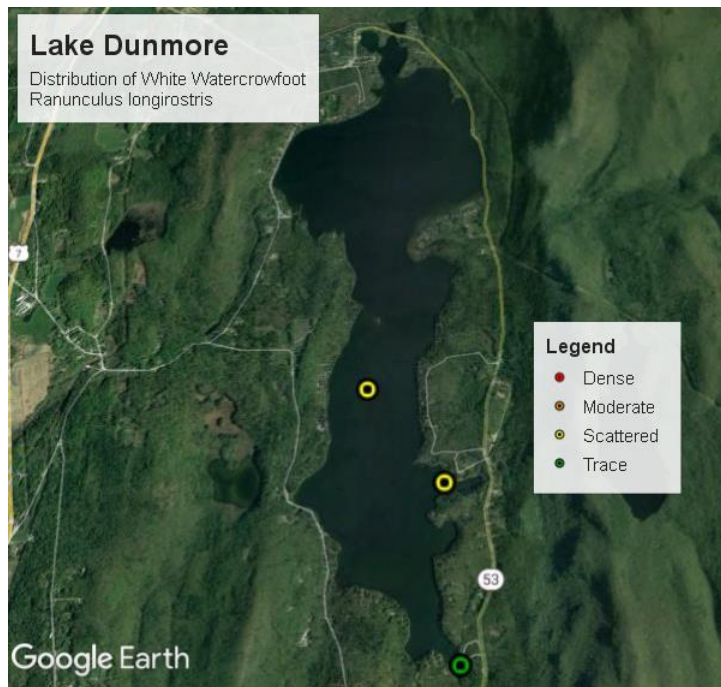 Lake Dunmore
Distribution of White Watercrowfoot
Ranunculus longirostris
7
Legend
Dense
Moderate
Scattered
Trace
53
Google Earth